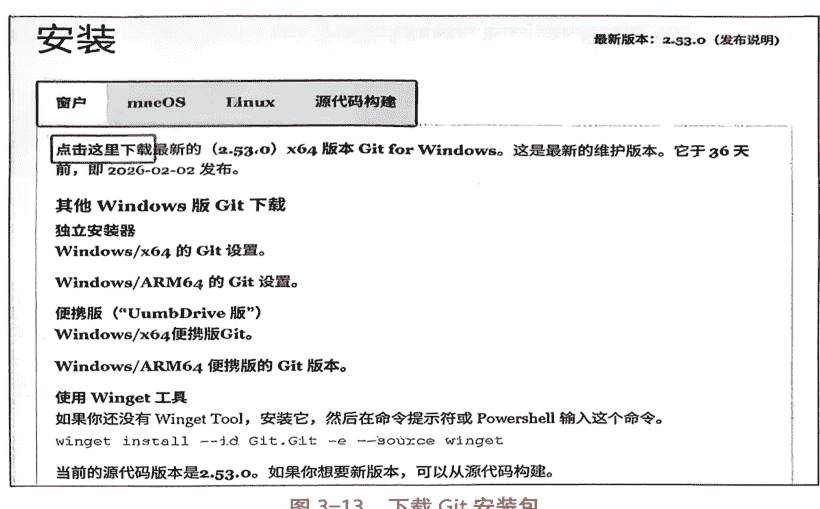 安装
最新版本：2.53.0（发布说明）
窗户 macOS Linux 源代码构建
点击这里下载最新的（2.53.0）x64 版本 Git for Windows。这是最新的维护版本。它于 36 天
前，即 2026-02-02 发布。
其他 Windows 版 Git 下载
独立安装器
Windows/x64 的 Git 设置。
Windows/ARM64 的 Git 设置。
便携版（“UumbDrive 版”）
Windows/x64便携版Git。
Windows/ARM64 便携版的 Git 版本。
使用 Winget 工具
如果你还没有 Winget Tool，安装它，然后在命令提示符或 Powershell 输入这个命令。
winget install --id Git.Git -e --source winget
当前的源代码版本是2.53.0。如果你想要新版本，可以从源代码构建。
图 3-13 下载 Git 安装包